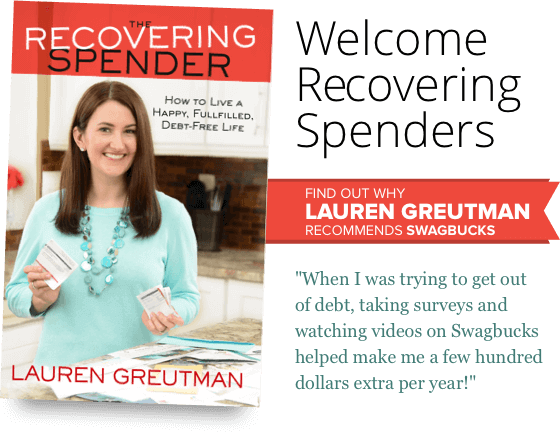 THE
RECOVERING
SPENDER
HOW TO LIVE A
HAPPY, FULLFILLED,
DEBT-FREE LIFE
LAUREN GREUTMAN
Welcome
Recovering
Spenders
FIND OUT WHY
LAUREN GREUTMAN
RECOMMENDS SWAGBUCKS
"When I was trying to get out
of debt, taking surveys and
watching videos on Swagbucks
helped make me a few hundred
dollars extra per year!"